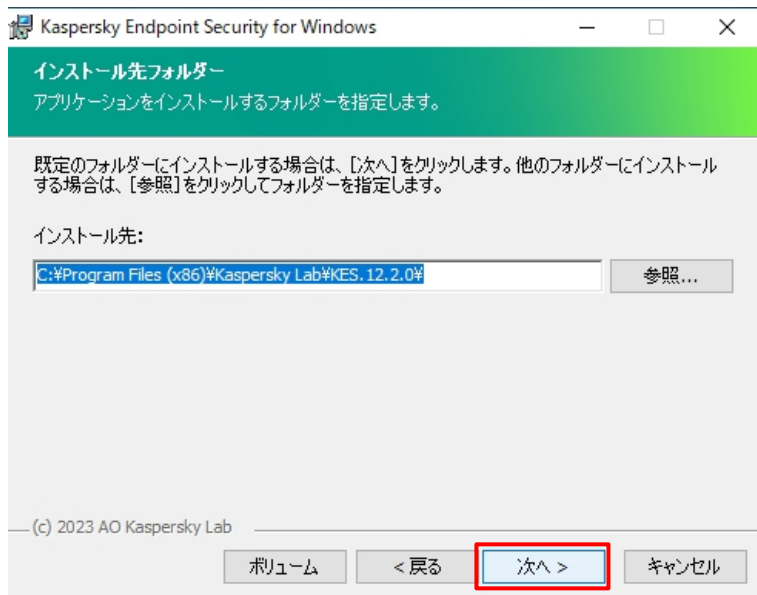 Kaspersky Endpoint Security for Windows
インストール先フォルダー
アプリケーションをインストールするフォルダーを指定します。
既定のフォルダーにインストールする場合は、[次へ]をクリックします。他のフォルダーにインストール
する場合は、[参照]をクリックしてフォルダーを指定します。
インストール先:
C:¥Program Files (x86)¥Kaspersky Lab¥KES.12.2.0¥
参照...
(c) 2023 AO Kaspersky Lab
ボリューム < 戻る 次へ > キャンセル